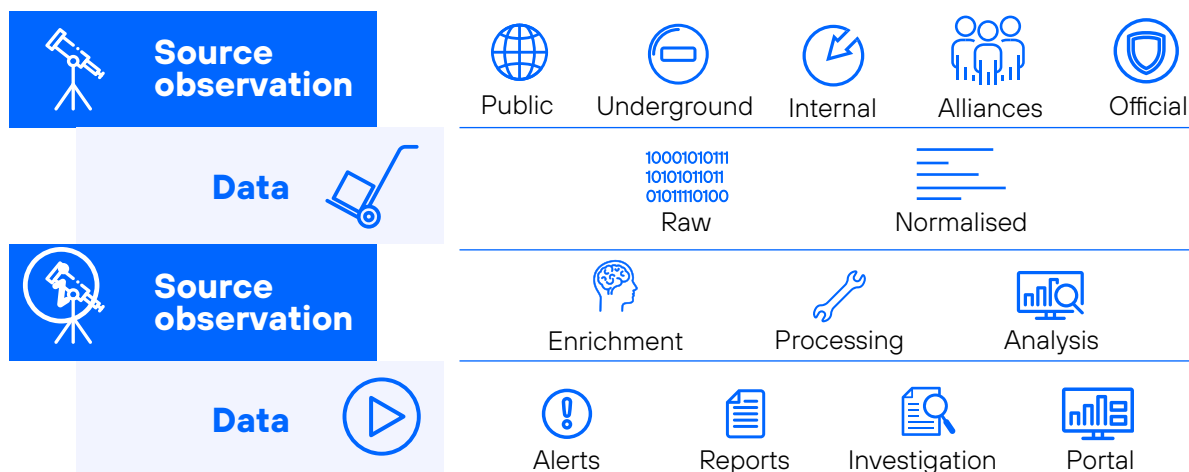 Source
observation
Public Underground Internal Alliances Official
Data
10001010111
10101011011
01011110100
Raw Normalised
Source
observation
Enrichment Processing Analysis
Data
Alerts Reports Investigation Portal